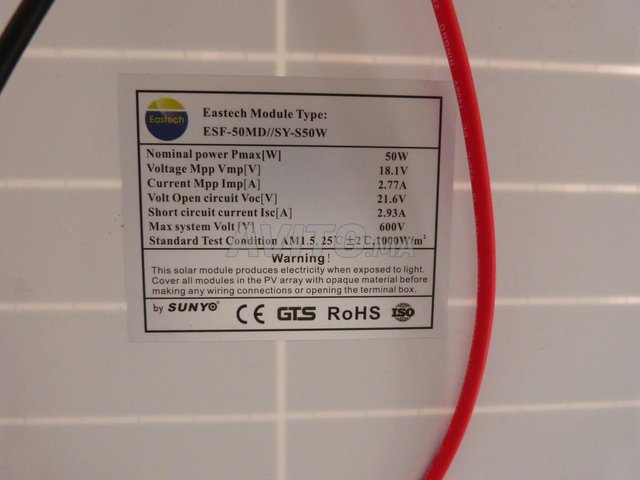 Eastech
Eastech Module Type:
ESF-50MD//SY-S50W
Nominal power Pmax[W] 50W
Voltage Mpp Vmp[V] 18.1V
Current Mpp Imp[A] 2.77A
Volt Open circuit Voc[V] 21.6V
Short circuit current Isc[A] 2.93A
Max system Volt [V] 600V
Standard Test Condition AM1.5, 25℃±2℃,1000W/m²
AVITO.MA
Warning!
This solar module produces electricity when exposed to light.
Cover all modules in the PV array with opaque material before
making any wiring connections or opening the terminal box.
by SUNYO CE GTS RoHS ISO